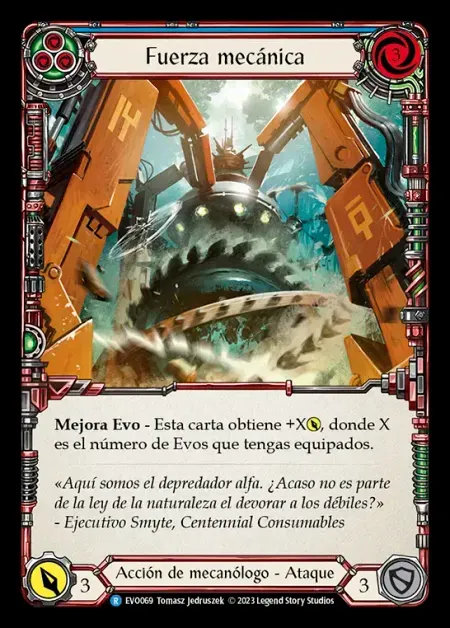 Fuerza mecánica
3
Mejora Evo - Esta carta obtiene +X, donde X
es el número de Evos que tengas equipados.
«Aquí somos el depredador alfa. ¿Acaso no es parte
de la ley de la naturaleza el devorar a los débiles?»
- Ejecutivo Smyte, Centennial Consumables
3 Acción de mecanólogo - Ataque 3
R EVO069 Tomasz Jedruszek © 2023 Legend Story Studios